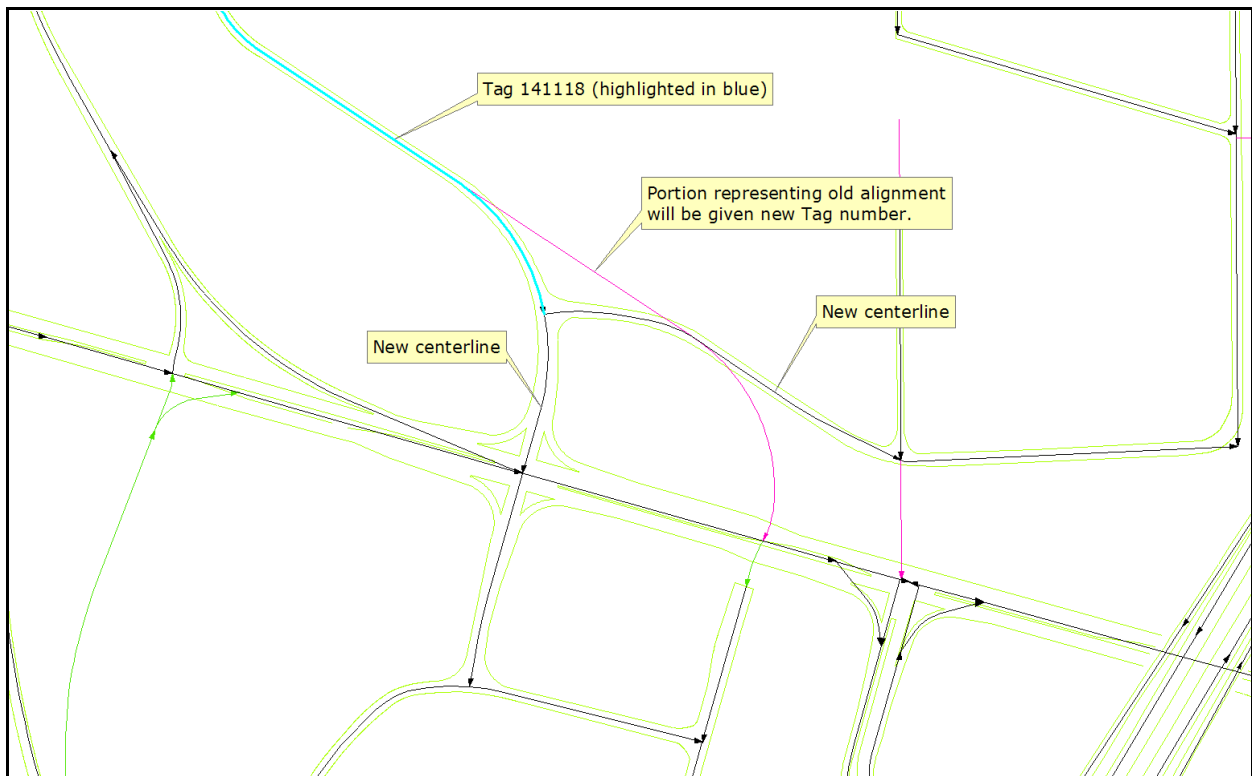 Tag 141118 (highlighted in blue)
Portion representing old alignment
will be given new Tag number.
New centerline
New centerline